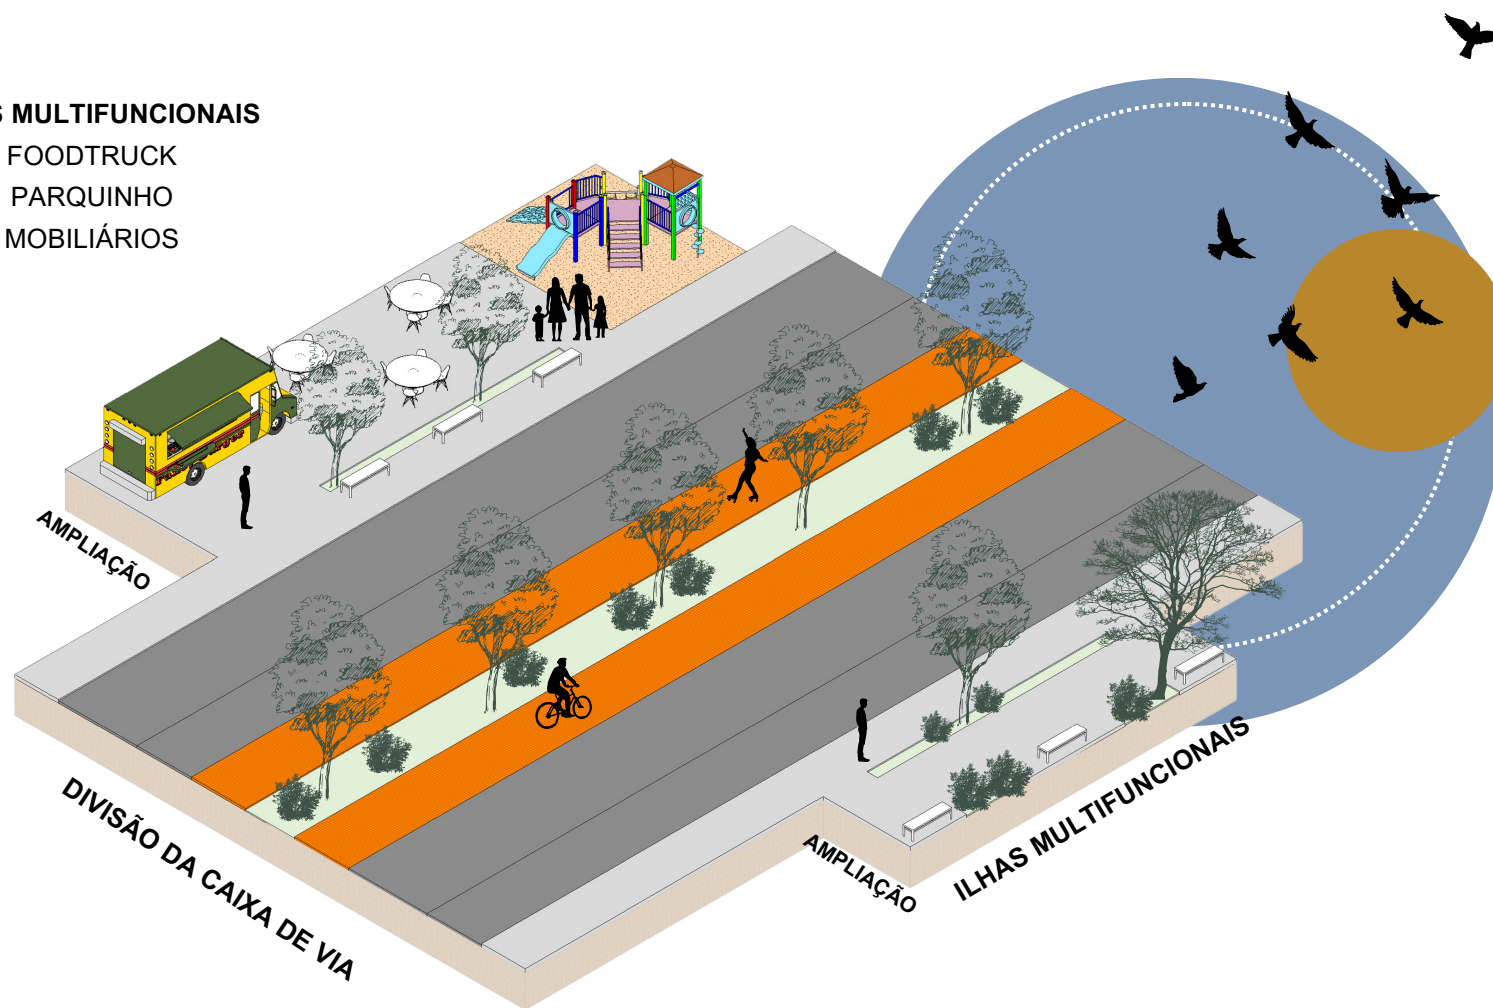 S MULTIFUNCIONAIS
FOODTRUCK
PARQUINHO
MOBILIÁRIOS
AMPLIAÇÃO
DIVISÃO DA CAIXA DE VIA
AMPLIAÇÃO
ILHAS MULTIFUNCIONAIS